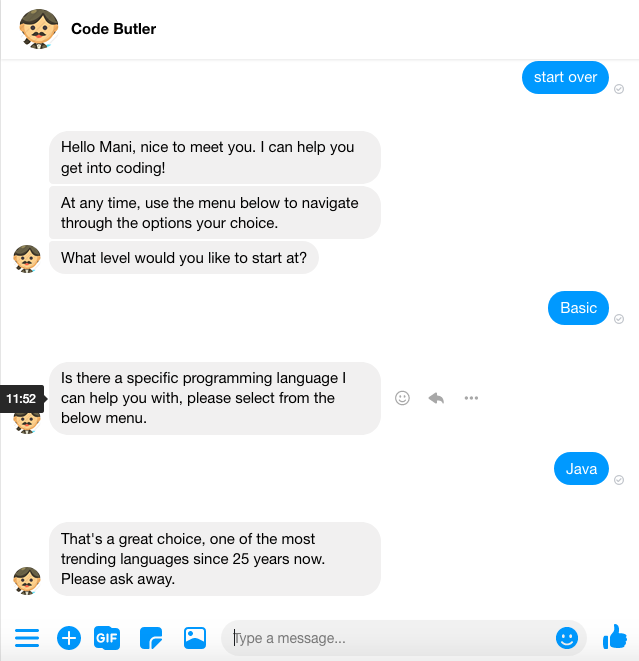 Code Butler
start over
Hello Mani, nice to meet you. I can help you
get into coding!
At any time, use the menu below to navigate
through the options your choice.
What level would you like to start at?
Basic
Is there a specific programming language I
can help you with, please select from the
below menu.
11:52
Java
That's a great choice, one of the most
trending languages since 25 years now.
Please ask away.
GIF
Type a message...